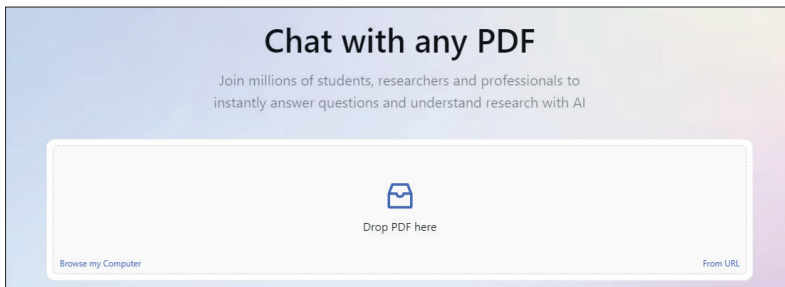 Chat with any PDF
Join millions of students, researchers and professionals to
instantly answer questions and understand research with AI
Drop PDF here
Browse my Computer
From URL